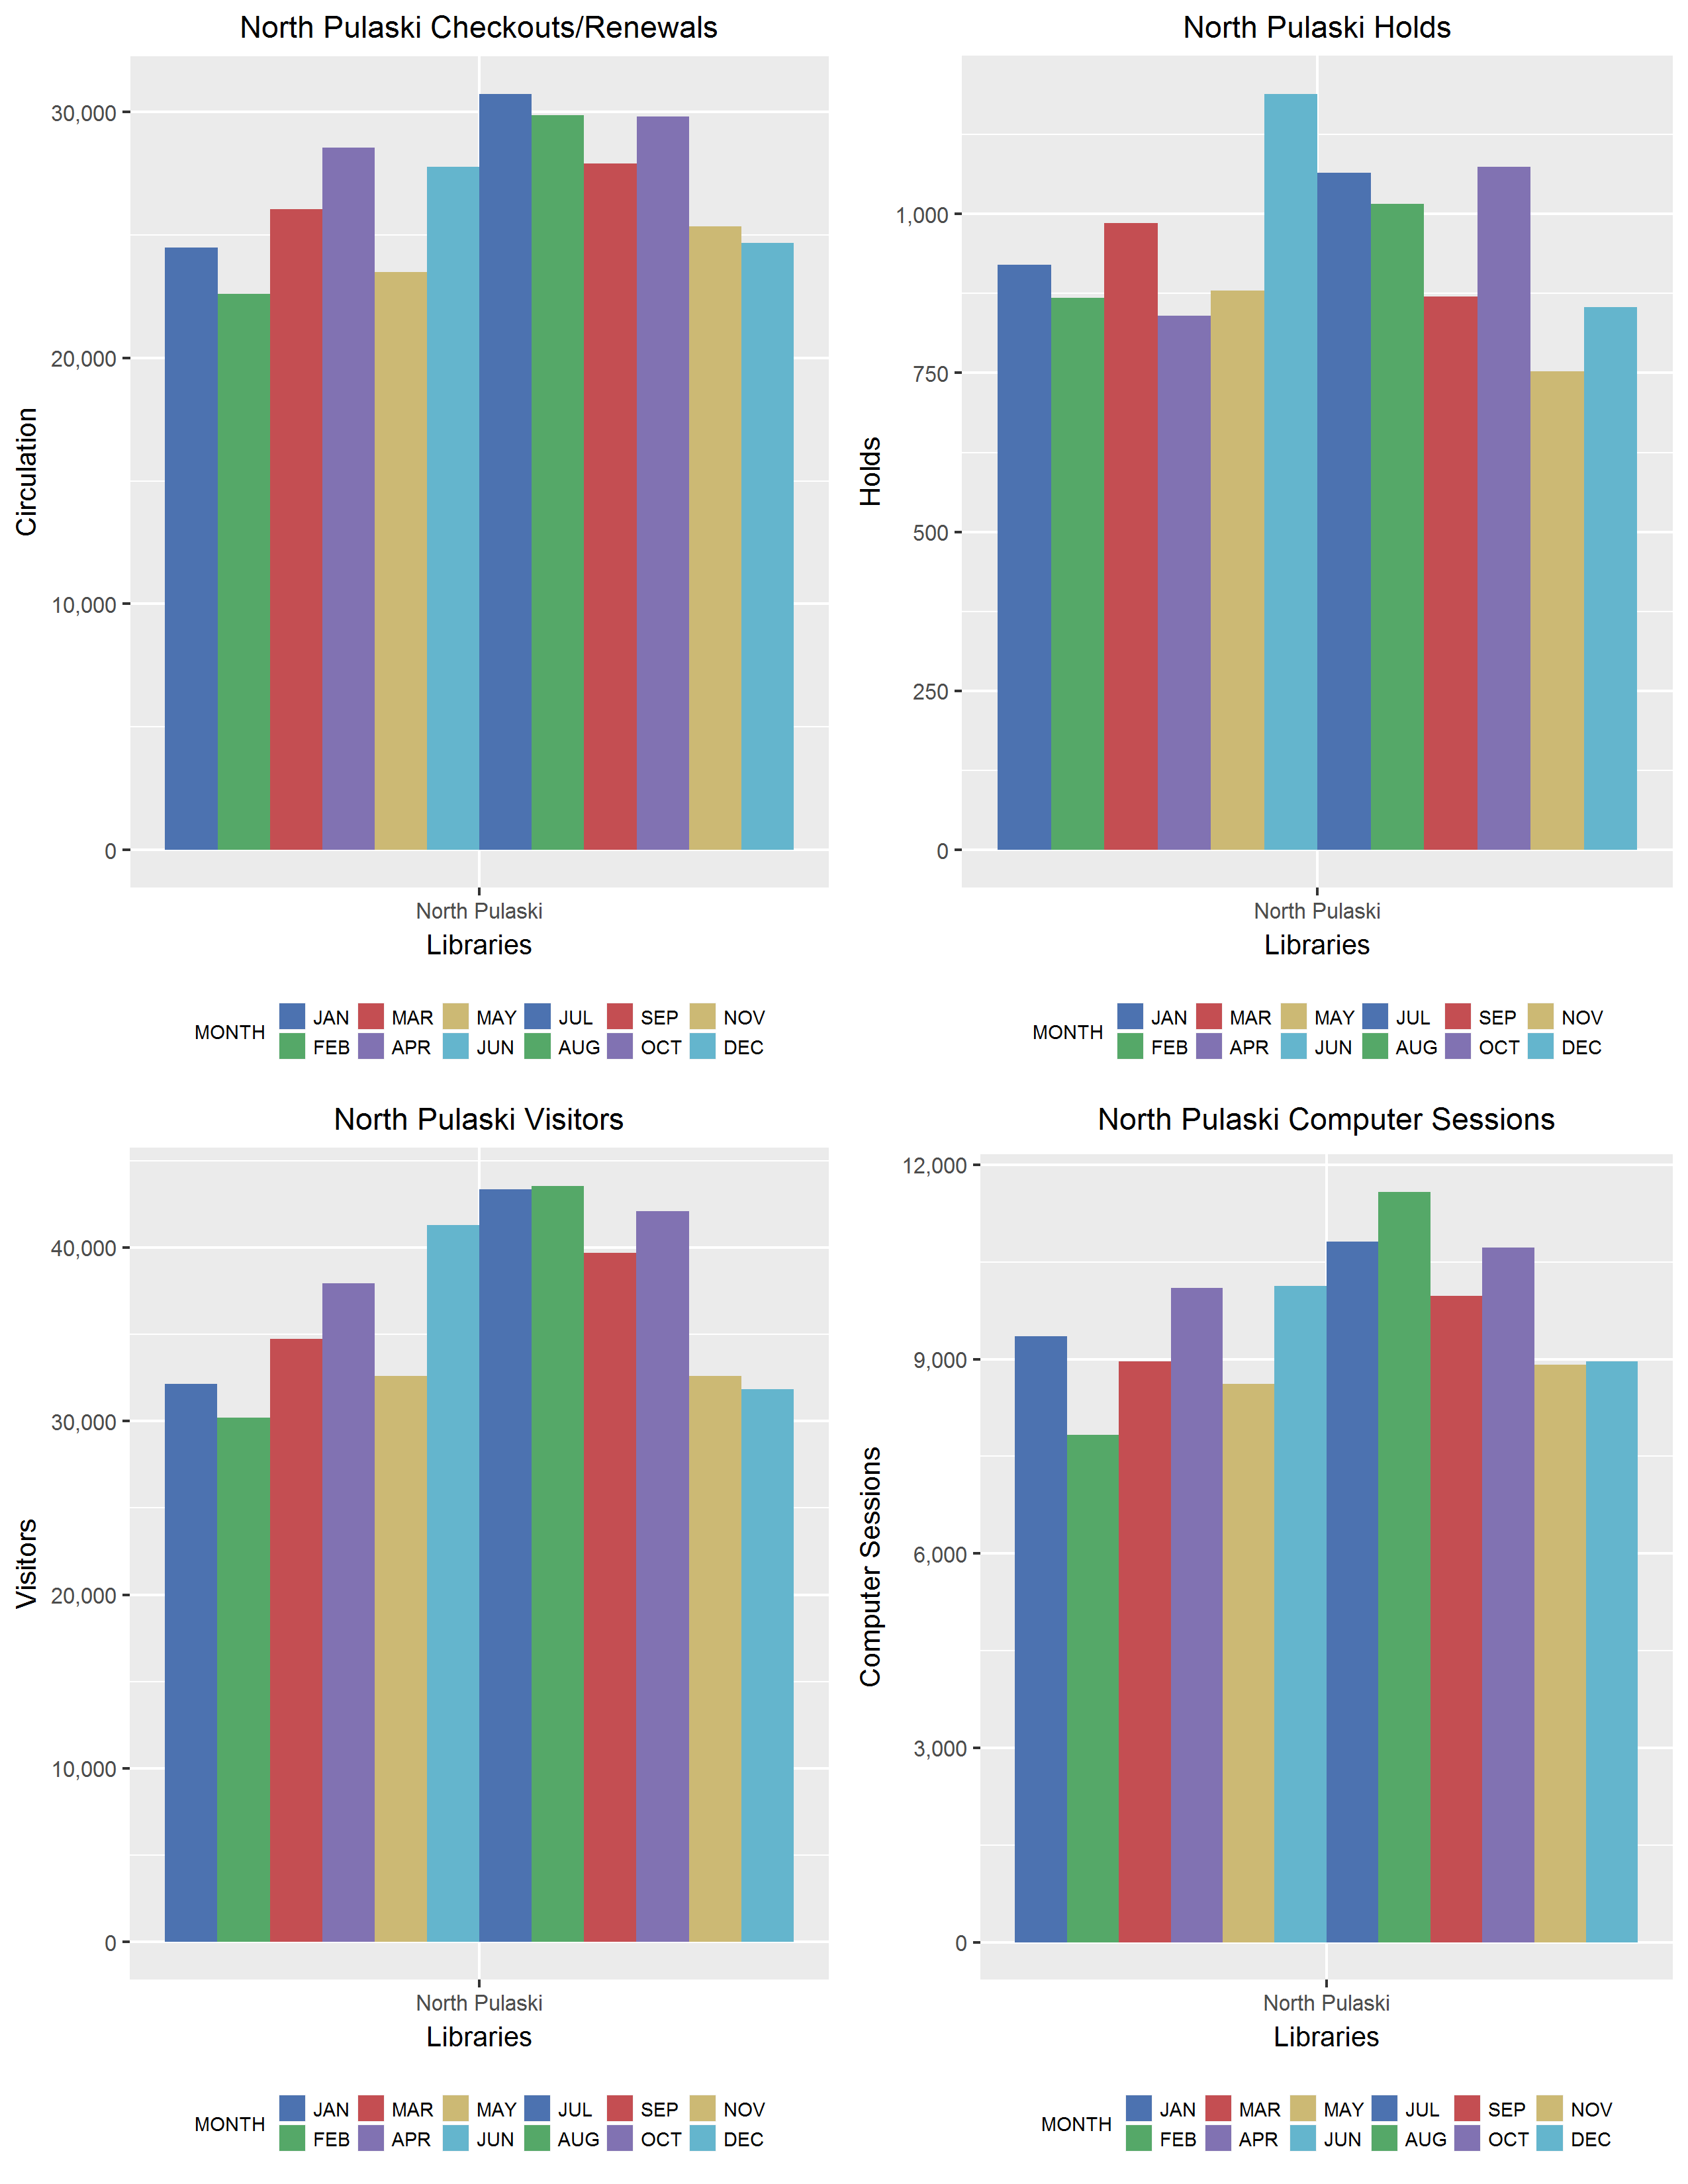 North Pulaski Checkouts/Renewals
30,000
20,000
10,000
0
Circulation
North Pulaski
Libraries
MONTH
JAN MAR MAY JUL SEP NOV
FEB APR JUN AUG OCT DEC
North Pulaski Holds
1,000
750
500
250
0
Holds
North Pulaski
Libraries
MONTH
JAN MAR MAY JUL SEP NOV
FEB APR JUN AUG OCT DEC
North Pulaski Visitors
40,000
30,000
20,000
10,000
0
Visitors
North Pulaski
Libraries
MONTH
JAN MAR MAY JUL SEP NOV
FEB APR JUN AUG OCT DEC
North Pulaski Computer Sessions
12,000
9,000
6,000
3,000
0
Computer Sessions
North Pulaski
Libraries
MONTH
JAN MAR MAY JUL SEP NOV
FEB APR JUN AUG OCT DEC